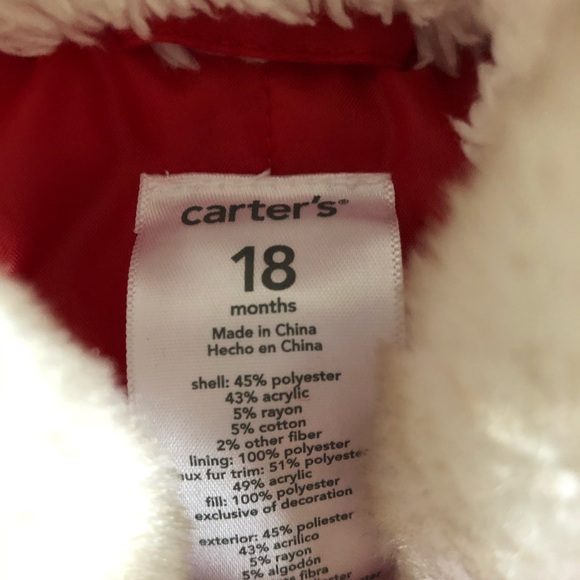 carter's®
18
months
Made in China
Hecho en China
shell: 45% polyester
43% acrylic
5% rayon
5% cotton
2% other fiber
lining: 100% polyester
fur trim: 51% polyester
49% acrylic
fill: 100% polyester
exclusive of decoration
exterior: 45% poliester
43% acrilico
5% rayon
5% algodón
fibra